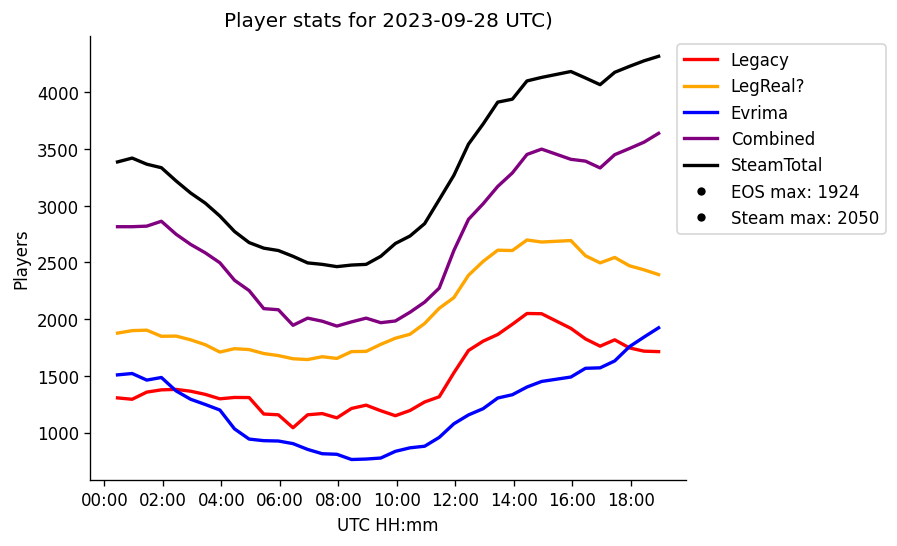 Player stats for 2023-09-28 UTC)
Players
4000
3500
3000
2500
2000
1500
1000
00:00 02:00 04:00 06:00 08:00 10:00 12:00 14:00 16:00 18:00
UTC HH:mm
Legacy
LegReal?
Evrima
Combined
SteamTotal
EOS max: 1924
Steam max: 2050